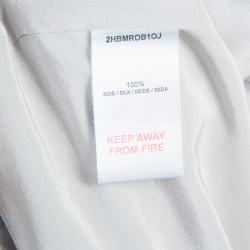 2HBMROB1OJ
100%
SOIE / SILK / SEIDE / SEDA
KEEP AWAY
FROM FIRE